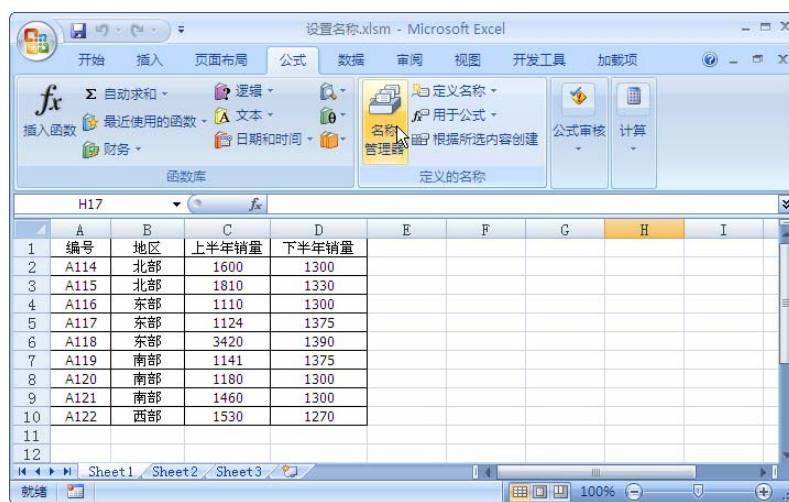 设置名称.xlsm - Microsoft Excel
开始 插入 页面布局 公式 数据 审阅 视图 开发工具 加载项
fx 插入函数
Σ 自动求和
最近使用的函数
财务
逻辑
A 文本
日期和时间
θ
函数库
名称管理器
定义名称
用于公式
根据所选内容创建
定义的名称
公式审核
计算
H17 fx
A B C D E F G H I
1 编号 地区 上半年销量 下半年销量
2 A114 北部 1600 1300
3 A115 北部 1810 1330
4 A116 东部 1110 1300
5 A117 东部 1124 1375
6 A118 东部 3420 1390
7 A119 南部 1141 1375
8 A120 南部 1180 1300
9 A121 南部 1460 1300
10 A122 西部 1530 1270
11
12
Sheet1 Sheet2 Sheet3
就绪 100%